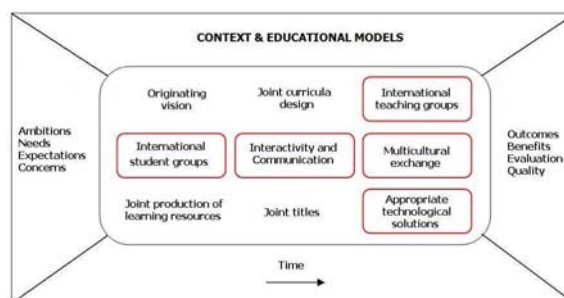 CONTEXT & EDUCATIONAL MODELS
Ambitions
Needs
Expectations
Concerns
Originating
vision
Joint curricula
design
International
teaching groups
International
student groups
Interactivity and
Communication
Multicultural
exchange
Joint production of
learning resources
Joint titles
Appropriate
technological
solutions
Outcomes
Benefits
Evaluation
Quality
Time